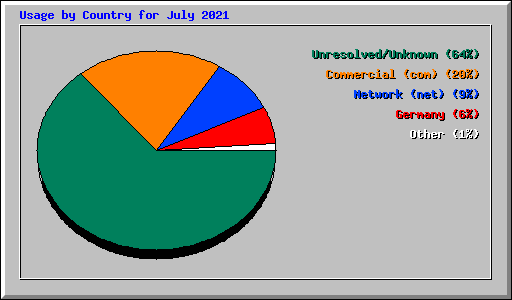 Usage by Country for July 2021
Unresolved/Unknown (64%)
Commercial (com) (20%)
Network (net) (9%)
Germany (6%)
Other (1%)